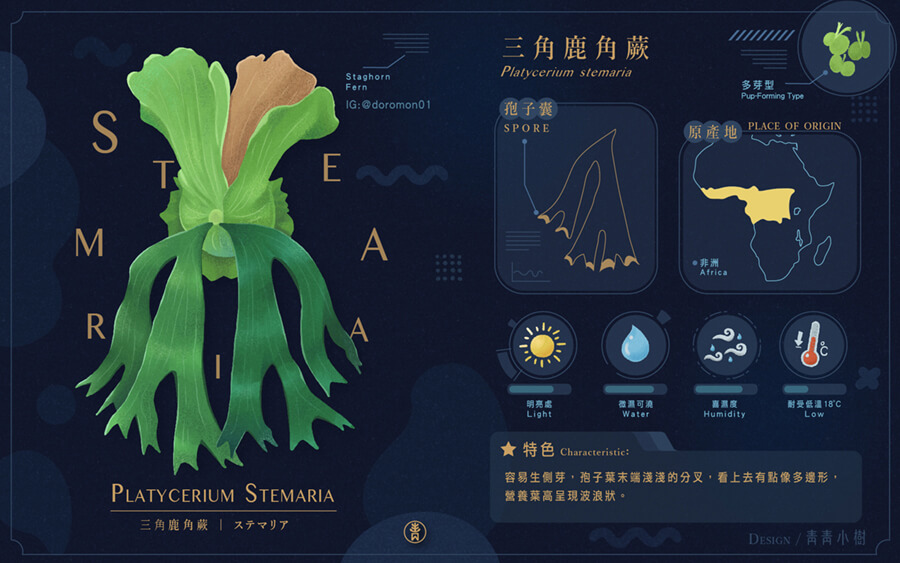 Staghorn
Fern
IG:@doromon01
S
T
E
M
A
R
I
A
E
A
PLATYCERIUM STEMARIA
三角鹿角蕨 | ステマリア
三角鹿角蕨
Platycerium stemaria
多芽型
Pup-Forming Type
孢子囊
SPORE
原產地 PLACE OF ORIGIN
非洲
Africa
℃
明亮處
Light
微濕可澆
Water
喜濕度
Humidity
耐受低溫18℃
Low
特色 Characteristic:
容易生側芽，孢子葉末端淺淺的分叉，看上去有點像多邊形，
營養葉高呈現波浪狀。
DESIGN / 青青小樹